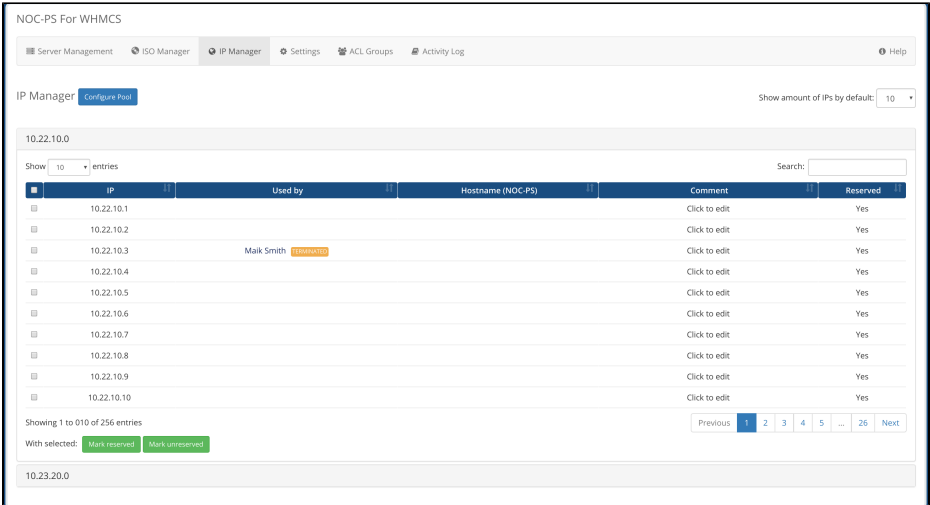 NOC-PS For WHMCS
Server Management ISO Manager IP Manager Settings ACL Groups Activity Log Help
IP Manager Configure Pool Show amount of IPs by default: 10
10.22.10.0
Show 10 entries Search:
IP Used by Hostname (NOC-PS) Comment Reserved
10.22.10.1 Click to edit Yes
10.22.10.2 Click to edit Yes
10.22.10.3 Maik Smith TERMINATED Click to edit Yes
10.22.10.4 Click to edit Yes
10.22.10.5 Click to edit Yes
10.22.10.6 Click to edit Yes
10.22.10.7 Click to edit Yes
10.22.10.8 Click to edit Yes
10.22.10.9 Click to edit Yes
10.22.10.10 Click to edit Yes
Showing 1 to 010 of 256 entries Previous 1 2 3 4 5 ... 26 Next
With selected: Mark reserved Mark unreserved
10.23.20.0